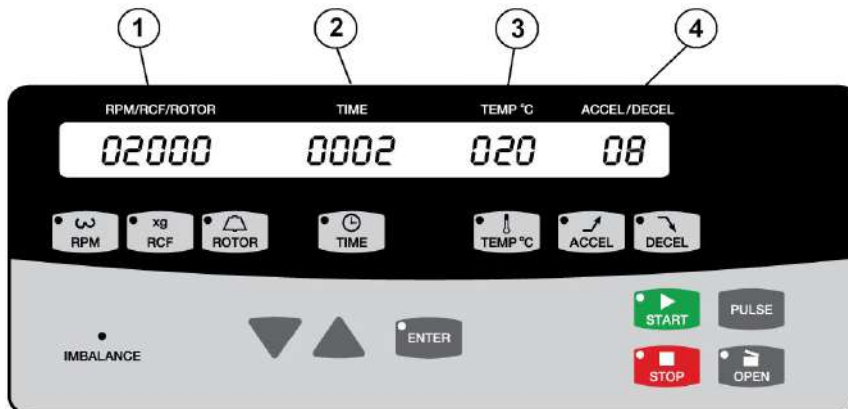 1 2 3 4
RPM/RCF/ROTOR TIME TEMP °C ACCEL/DECEL
02000 0002 020 08
RPM xg RCF ROTOR TIME TEMP °C ACCEL DECEL
START PULSE
ENTER
IMBALANCE
STOP OPEN